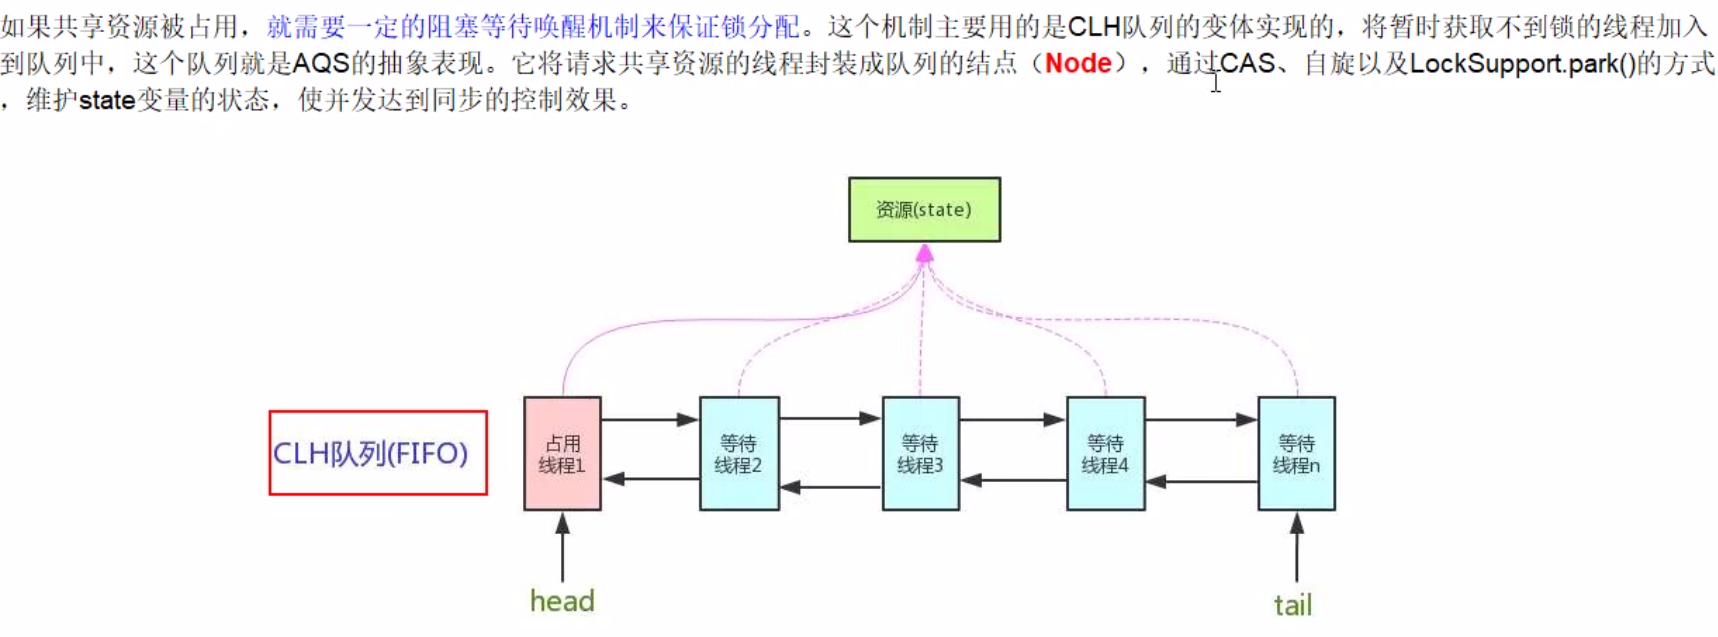 如果共享资源被占用，就需要一定的阻塞等待唤醒机制来保证锁分配。这个机制主要用的是CLH队列的变体实现的，将暂时获取不到锁的线程加入
到队列中，这个队列就是AQS的抽象表现。它将请求共享资源的线程封装成队列的结点（Node），通过CAS、自旋以及LockSupport.park()的方式
，维护state变量的状态，使并发达到同步的控制效果。
资源(state)
CLH队列(FIFO)
占用
线程1
等待
线程2
等待
线程3
等待
线程4
等待
线程n
head
tail